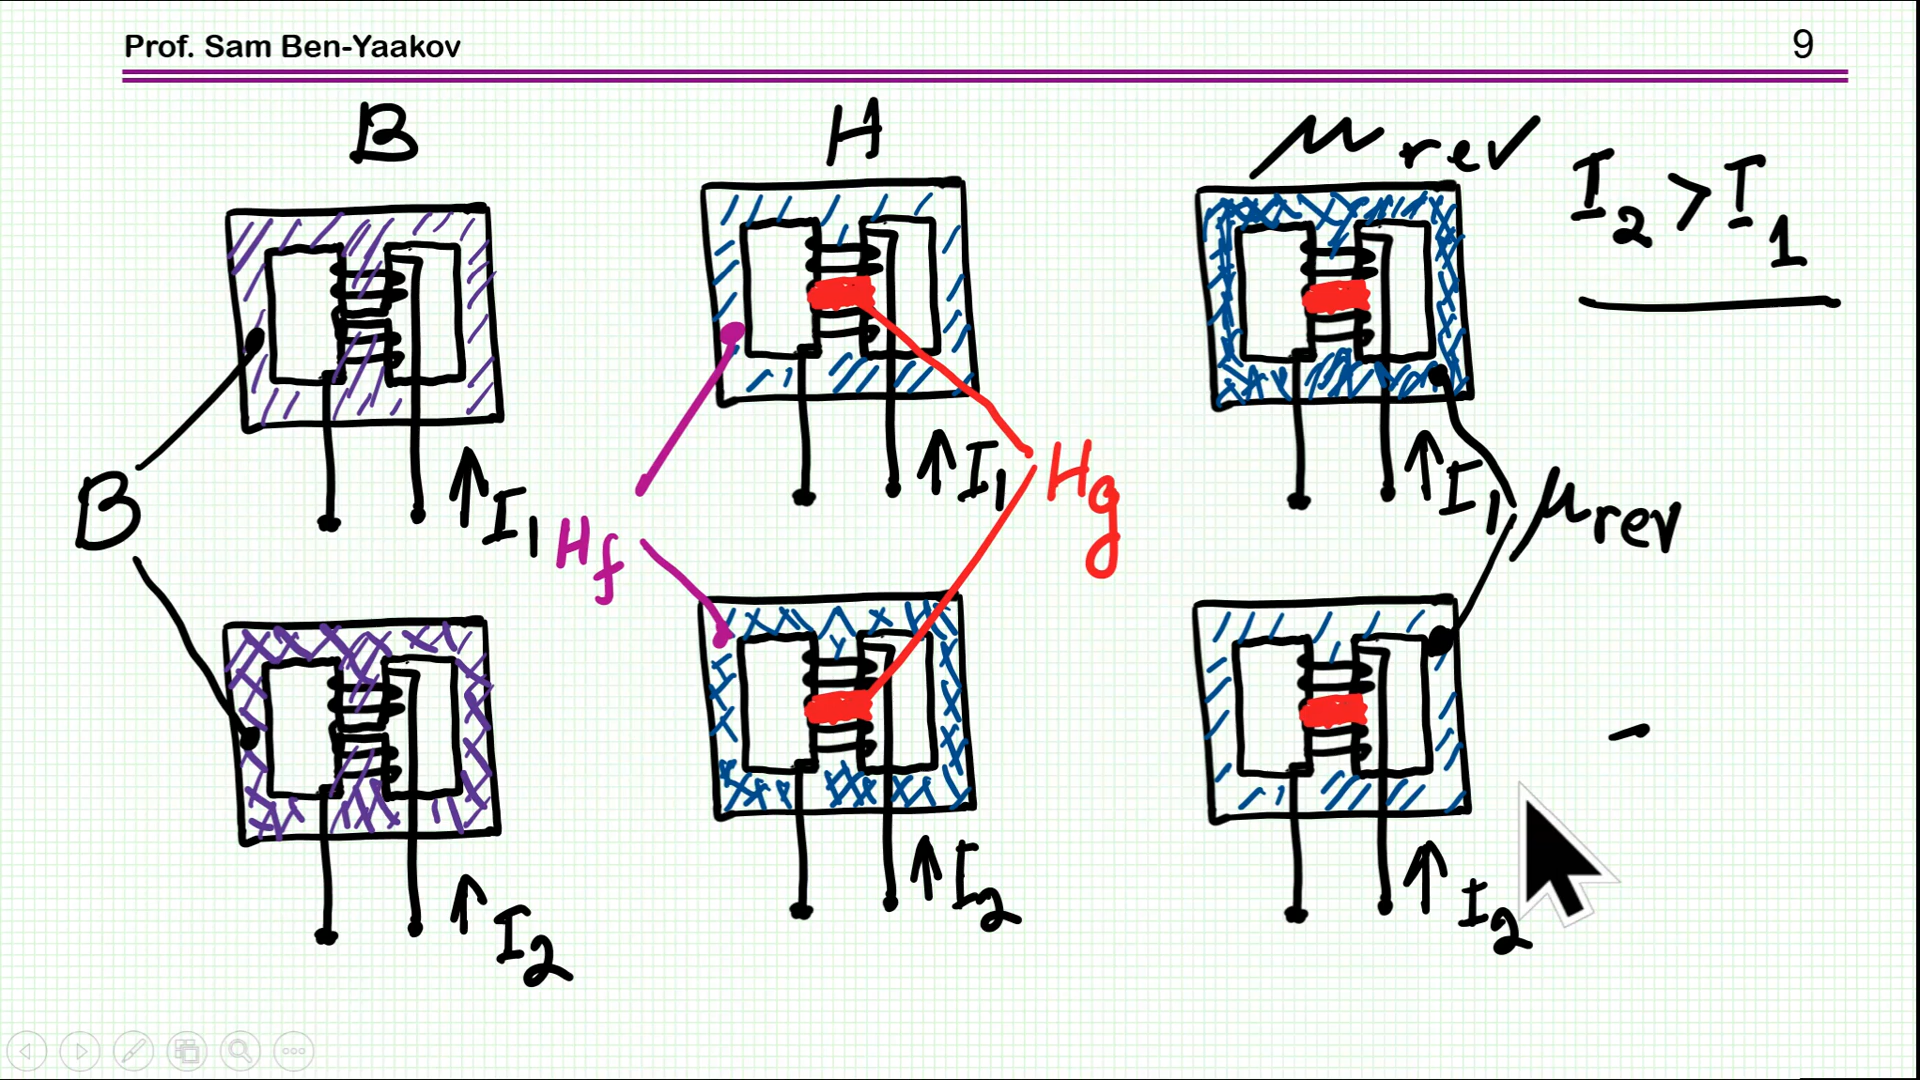 Prof. Sam Ben-Yaakov
9
B
H
μrev
I2 > I1
B
I1
Hf
I1
Hg
I1
μrev
I2
I2
I2